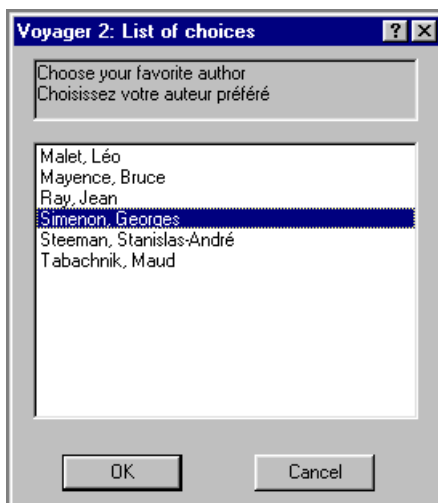 Voyager 2: List of choices
Choose your favorite author
Choisissez votre auteur préféré
Malet, Léo
Mayence, Bruce
Ray, Jean
Simenon, Georges
Steeman, Stanislas-André
Tabachnik, Maud
OK
Cancel